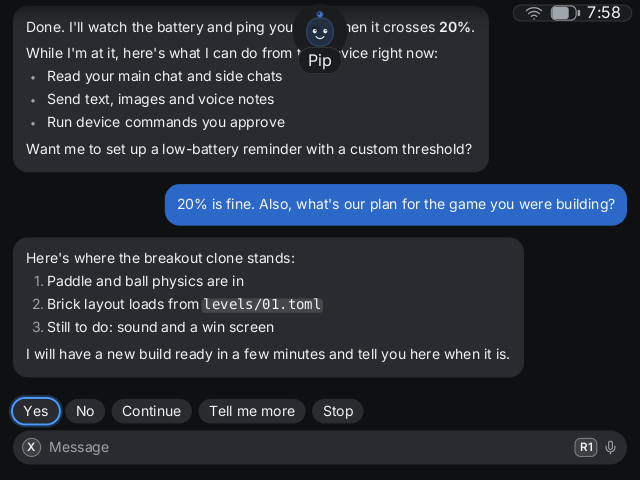 Done. I'll watch the battery and ping you hen it crosses 20%.
7:58
While I'm at it, here's what I can do from vice right now:
Pip
• Read your main chat and side chats
• Send text, images and voice notes
• Run device commands you approve
Want me to set up a low-battery reminder with a custom threshold?
20% is fine. Also, what's our plan for the game you were building?
Here's where the breakout clone stands:
1. Paddle and ball physics are in
2. Brick layout loads from levels/01.toml
3. Still to do: sound and a win screen
I will have a new build ready in a few minutes and tell you here when it is.
Yes No Continue Tell me more Stop
X Message R1